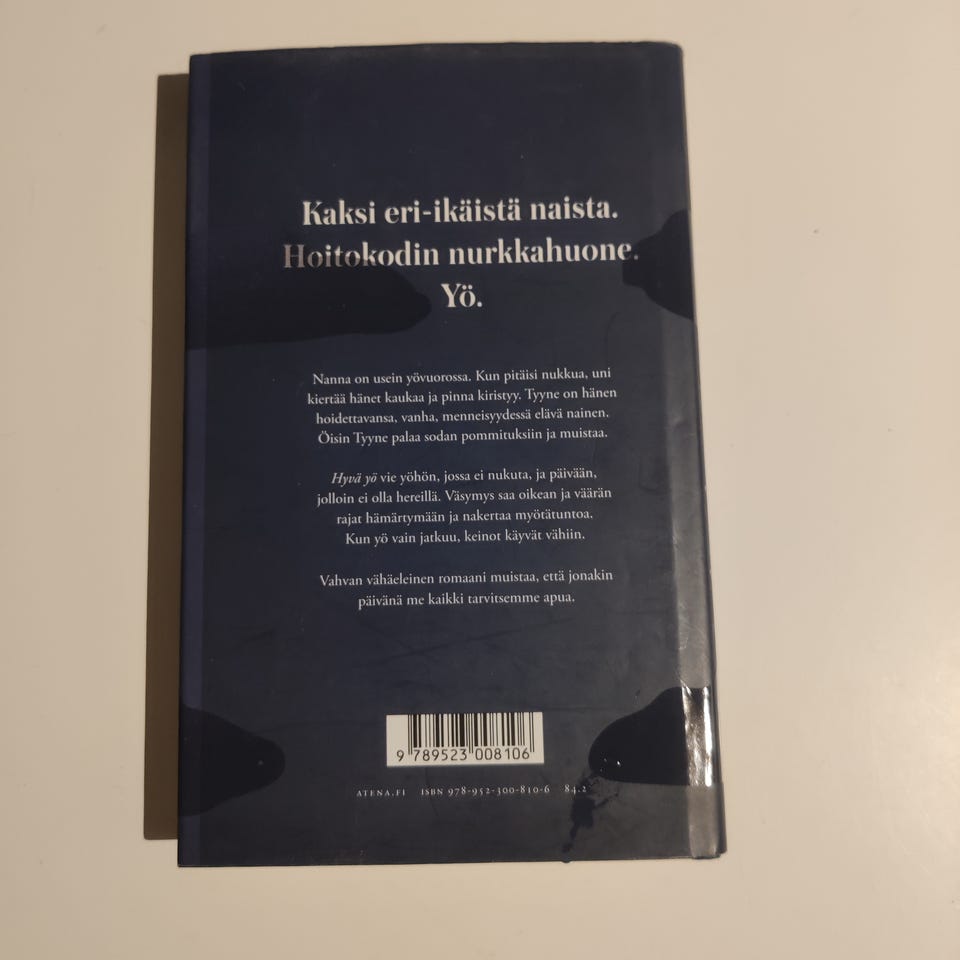 Kaksi eri-ikäistä naista.
Hoitokodin nurkkahuone.
Yö.
Nanna on usein yövuorossa. Kun pitäisi nukkua, uni
kiertää hänet kaukaa ja pinna kiristyy. Tyyne on hänen
hoidettavansa, vanha, menneisyydessä elävä nainen.
Öisin Tyyne palaa sodan pommituksiin ja muistaa.
Hyvä yö vie yöhön, jossa ei nukuta, ja päivään,
jolloin ei olla hereillä. Väsymys saa oikean ja väärän
rajat hämärtymään ja nakertaa myötätuntoa.
Kun yö vain jatkuu, keinot käyvät vähiin.
Vahvan vähäeleinen romaani muistaa, että jonakin
päivänä me kaikki tarvitsemme apua.
9 789523 008106
ATENA.FI ISBN 978-952-300-810-6 84.2